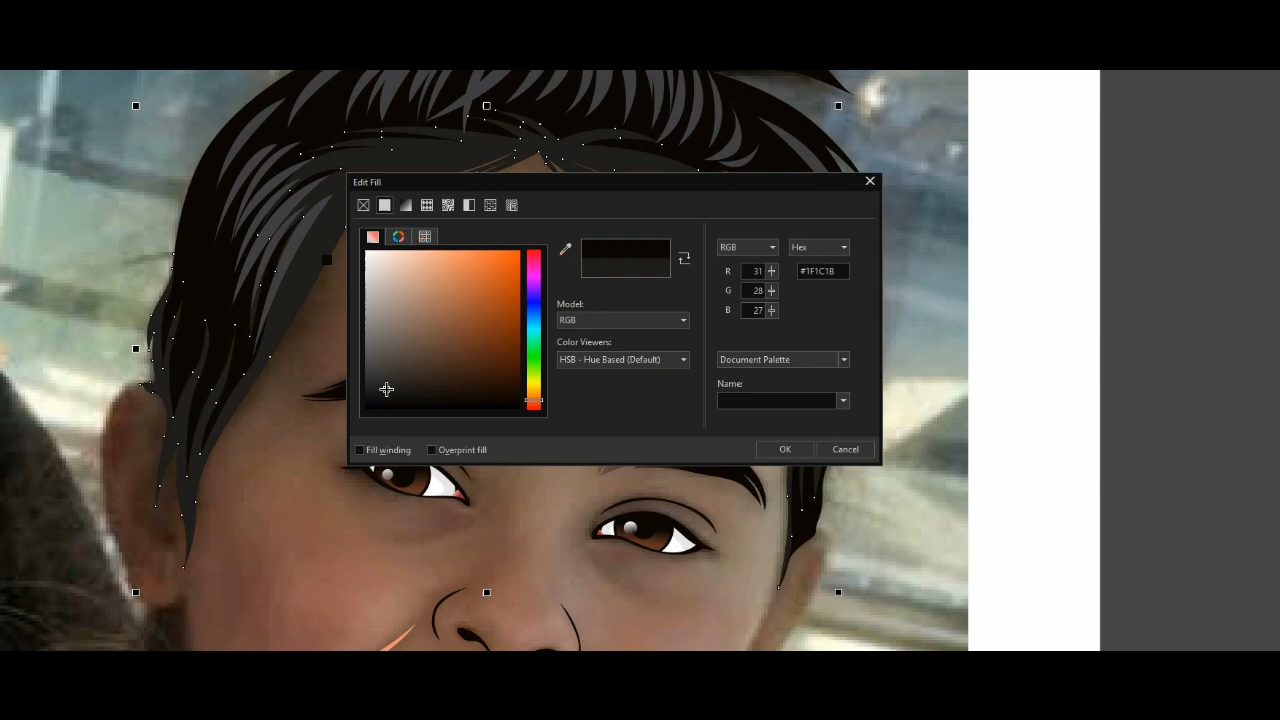 Edit Fill
RGB
Hex
R 31
#1F1C1B
G 28
B 27
Model:
RGB
Color Viewers:
HSB - Hue Based (Default)
Document Palette
Name:
Fill winding
Overprint fill
OK
Cancel